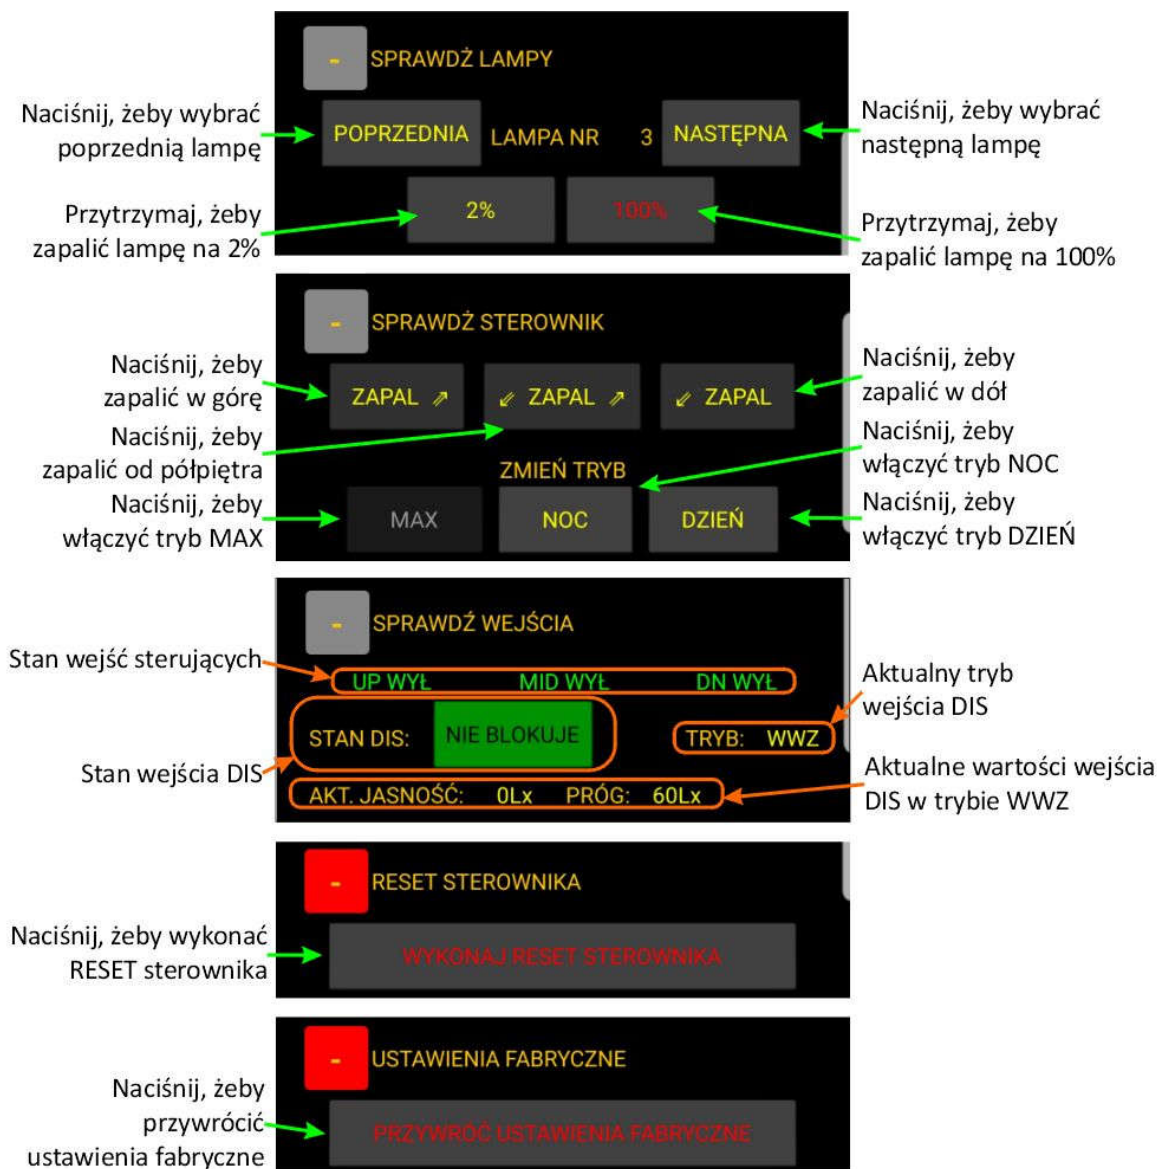 - SPRAWDŹ LAMPY
Naciśnij, żeby wybrać
poprzednią lampę
POPRZEDNIA LAMPA NR 3 NASTĘPNA
Naciśnij, żeby wybrać
następną lampę
Przytrzymaj, żeby
zapalić lampę na 2%
2% 100%
Przytrzymaj, żeby
zapalić lampę na 100%
- SPRAWDŹ STEROWNIK
Naciśnij, żeby
zapalić w górę
ZAPAL ⇗ ⇙ ZAPAL ⇗ ⇙ ZAPAL
Naciśnij, żeby
zapalić w dół
Naciśnij, żeby
zapalić od półpiętra
ZMIEŃ TRYB
Naciśnij, żeby
włączyć tryb NOC
Naciśnij, żeby
włączyć tryb MAX
MAX NOC DZIEŃ
Naciśnij, żeby
włączyć tryb DZIEŃ
- SPRAWDŹ WEJŚCIA
Stan wejść sterujących
UP WYŁ MID WYŁ DN WYŁ
Aktualny tryb
wejścia DIS
STAN DIS: NIE BLOKUJE TRYB: WWZ
Stan wejścia DIS
AKT. JASNOŚĆ: 0Lx PRÓG: 60Lx
Aktualne wartości wejścia
DIS w trybie WWZ
- RESET STEROWNIKA
Naciśnij, żeby wykonać
RESET sterownika
WYKONAJ RESET STEROWNIKA
- USTAWIENIA FABRYCZNE
Naciśnij, żeby
przywrócić
ustawienia fabryczne
PRZYWRÓĆ USTAWIENIA FABRYCZNE